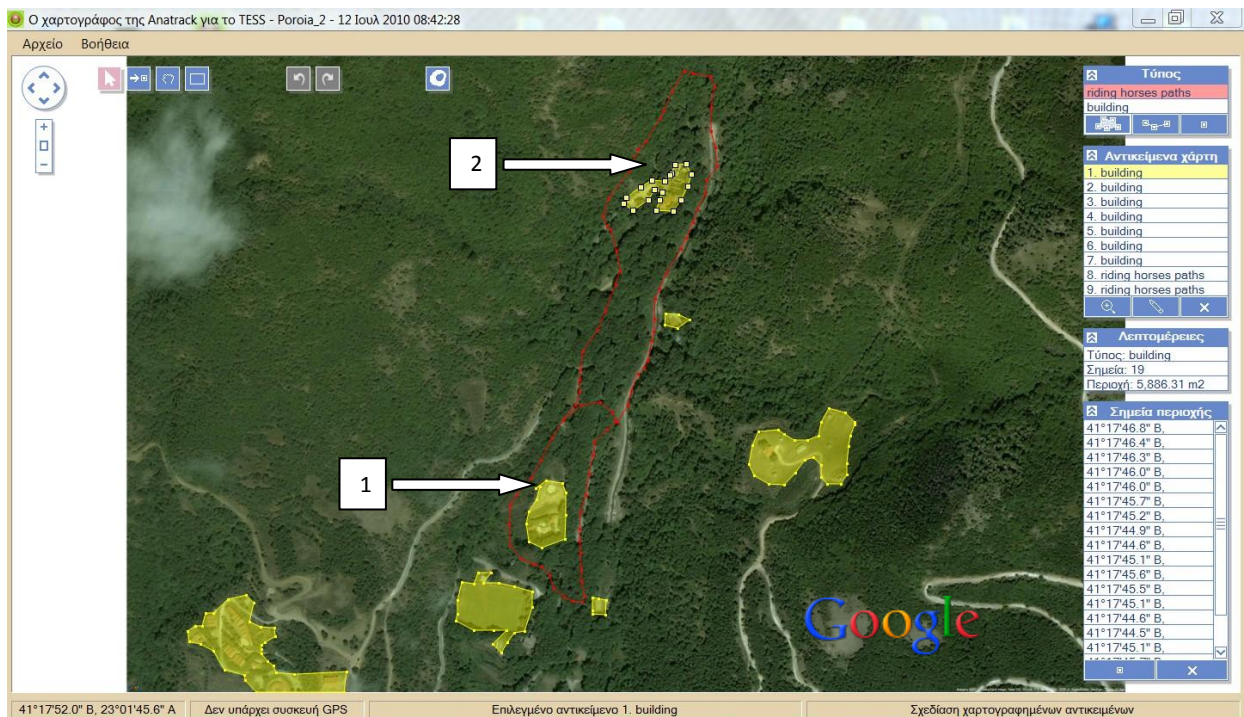 Ο χαρτογράφος της Anatrack για το TESS - Poroia_2 - 12 Ιουλ 2010 08:42:28
Αρχείο Βοήθεια
Τύπος
riding horses paths
building
2
Αντικείμενα χάρτη
1. building
2. building
3. building
4. building
5. building
6. building
7. building
8. riding horses paths
9. riding horses paths
Λεπτομέρειες
Τύπος: building
Σημεία: 19
Περιοχή: 5,886.31 m2
Σημεία περιοχής
41°17'46.8" Β,
41°17'46.4" Β,
41°17'46.3" Β,
41°17'46.0" Β,
41°17'46.0" Β,
41°17'45.7" Β,
41°17'45.2" Β,
41°17'44.9" Β,
41°17'44.6" Β,
41°17'45.1" Β,
41°17'45.6" Β,
41°17'45.5" Β,
41°17'45.1" Β,
41°17'44.6" Β,
41°17'44.5" Β,
41°17'45.1" Β,
1
Google
41°17'52.0" Β, 23°01'45.6" Α Δεν υπάρχει συσκευή GPS Επιλεγμένο αντικείμενο 1. building Σχεδίαση χαρτογραφημένων αντικειμένων